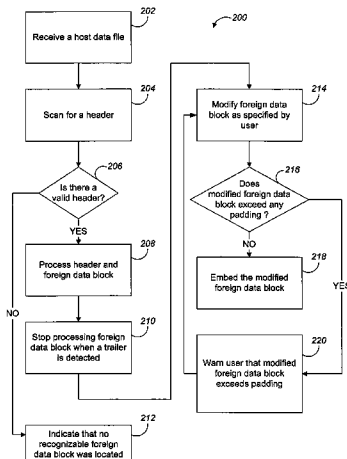 202
200
Receive a host data file
204
214
Scan for a header
Modify foreign data
block as specified by
user
206
216
Is there a
valid header?
Does
modified foreign data
block exceed any
padding ?
YES
208
NO
218
Process header and
foreign data block
Embed the modified
foreign data block
YES
210
NO
Stop processing foreign
data block when a trailer
is detected
220
Warn user that modified
foreign data block
exceeds padding
212
Indicate that no
recognizable foreign
data block was located